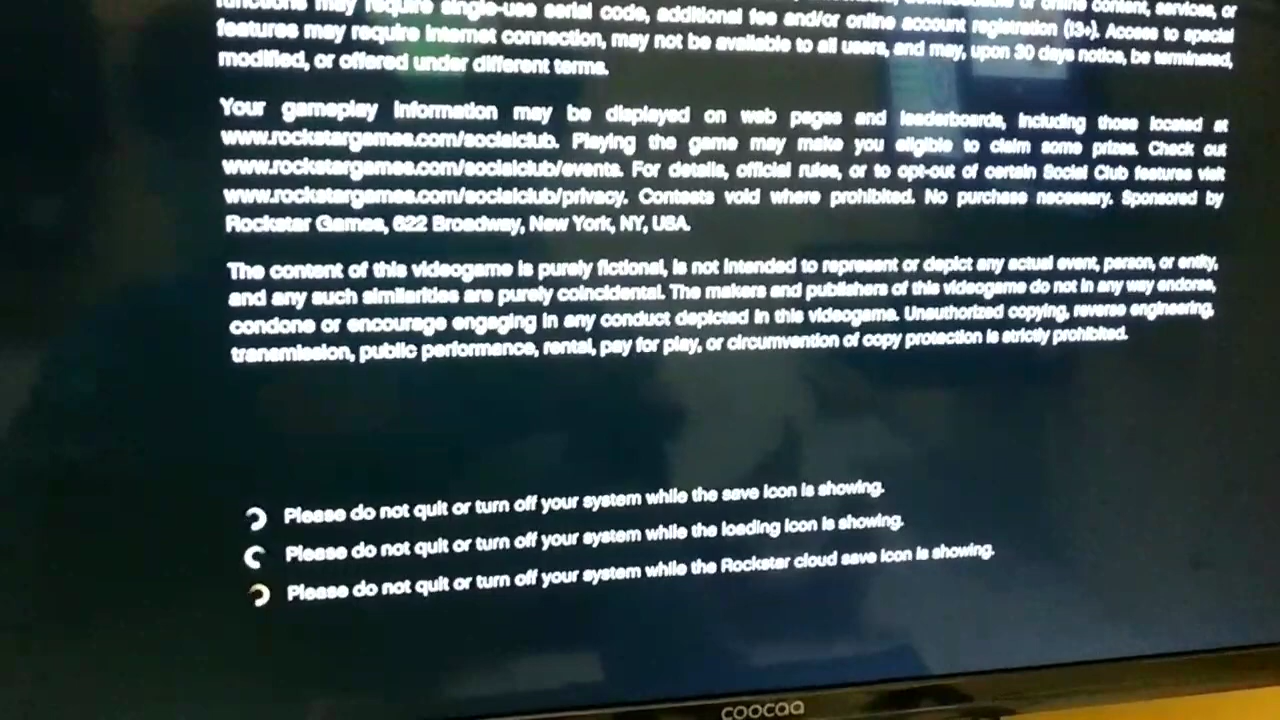 functions may require single-use serial code, additional fee and/or online account registration (13+). Access to special
features may require internet connection, may not be available to all users, and may, upon 30 days notice, be terminated,
modified, or offered under different terms.
Your gameplay information may be displayed on web pages and leaderboards, including those located at
www.rockstargames.com/socialclub. Playing the game may make you eligible to claim some prizes. Check out
www.rockstargames.com/socialclub/events. For details, official rules, or to opt-out of certain Social Club features visit
www.rockstargames.com/socialclub/privacy. Contests void where prohibited. No purchase necessary. Sponsored by
Rockstar Games, 622 Broadway, New York, NY, USA.
The content of this videogame is purely fictional, is not intended to represent or depict any actual event, person, or entity,
and any such similarities are purely coincidental. The makers and publishers of this videogame do not in any way endorse,
condone or encourage engaging in any conduct depicted in this videogame. Unauthorized copying, reverse engineering,
transmission, public performance, rental, pay for play, or circumvention of copy protection is strictly prohibited.
Please do not quit or turn off your system while the save icon is showing.
Please do not quit or turn off your system while the loading icon is showing.
Please do not quit or turn off your system while the Rockstar cloud save icon is showing.
coocaa